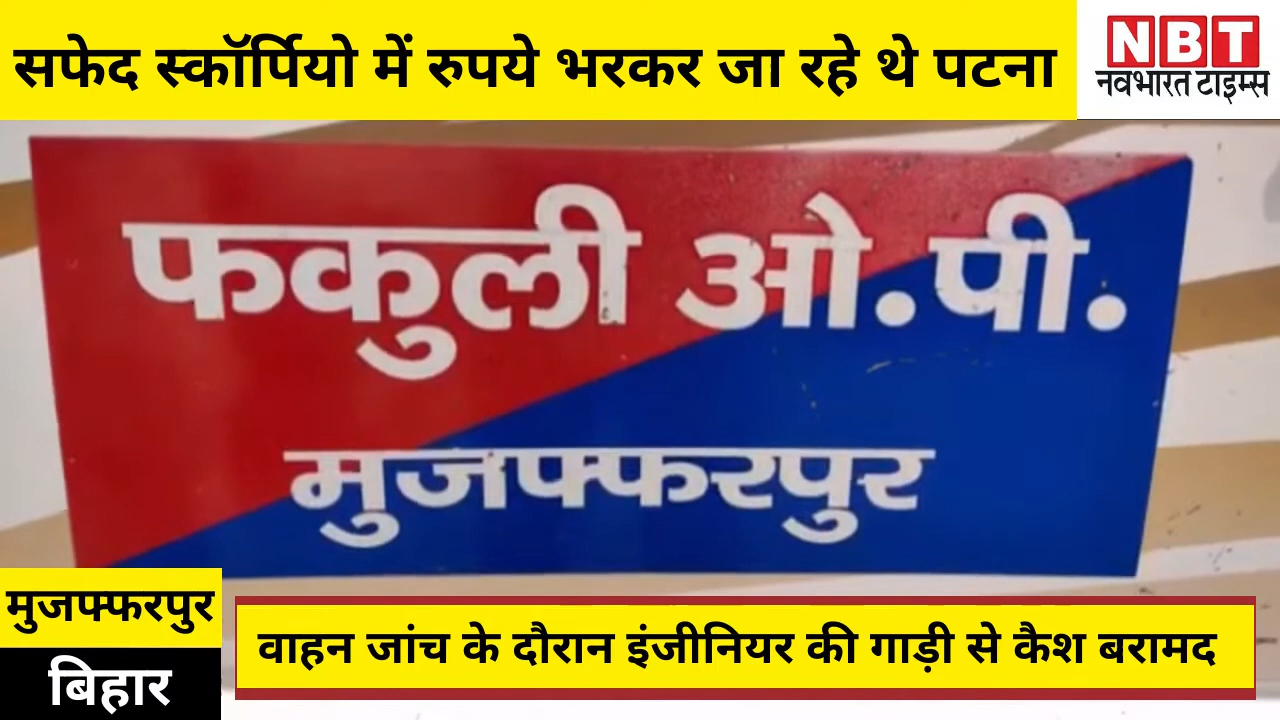 सफेद स्कॉर्पियो में रुपये भरकर जा रहे थे पटना
NBT
नवभारत टाइम्स
फकुली ओ.पी.
मुजफ्फरपुर
मुजफ्फरपुर
बिहार
वाहन जांच के दौरान इंजीनियर की गाड़ी से कैश बरामद